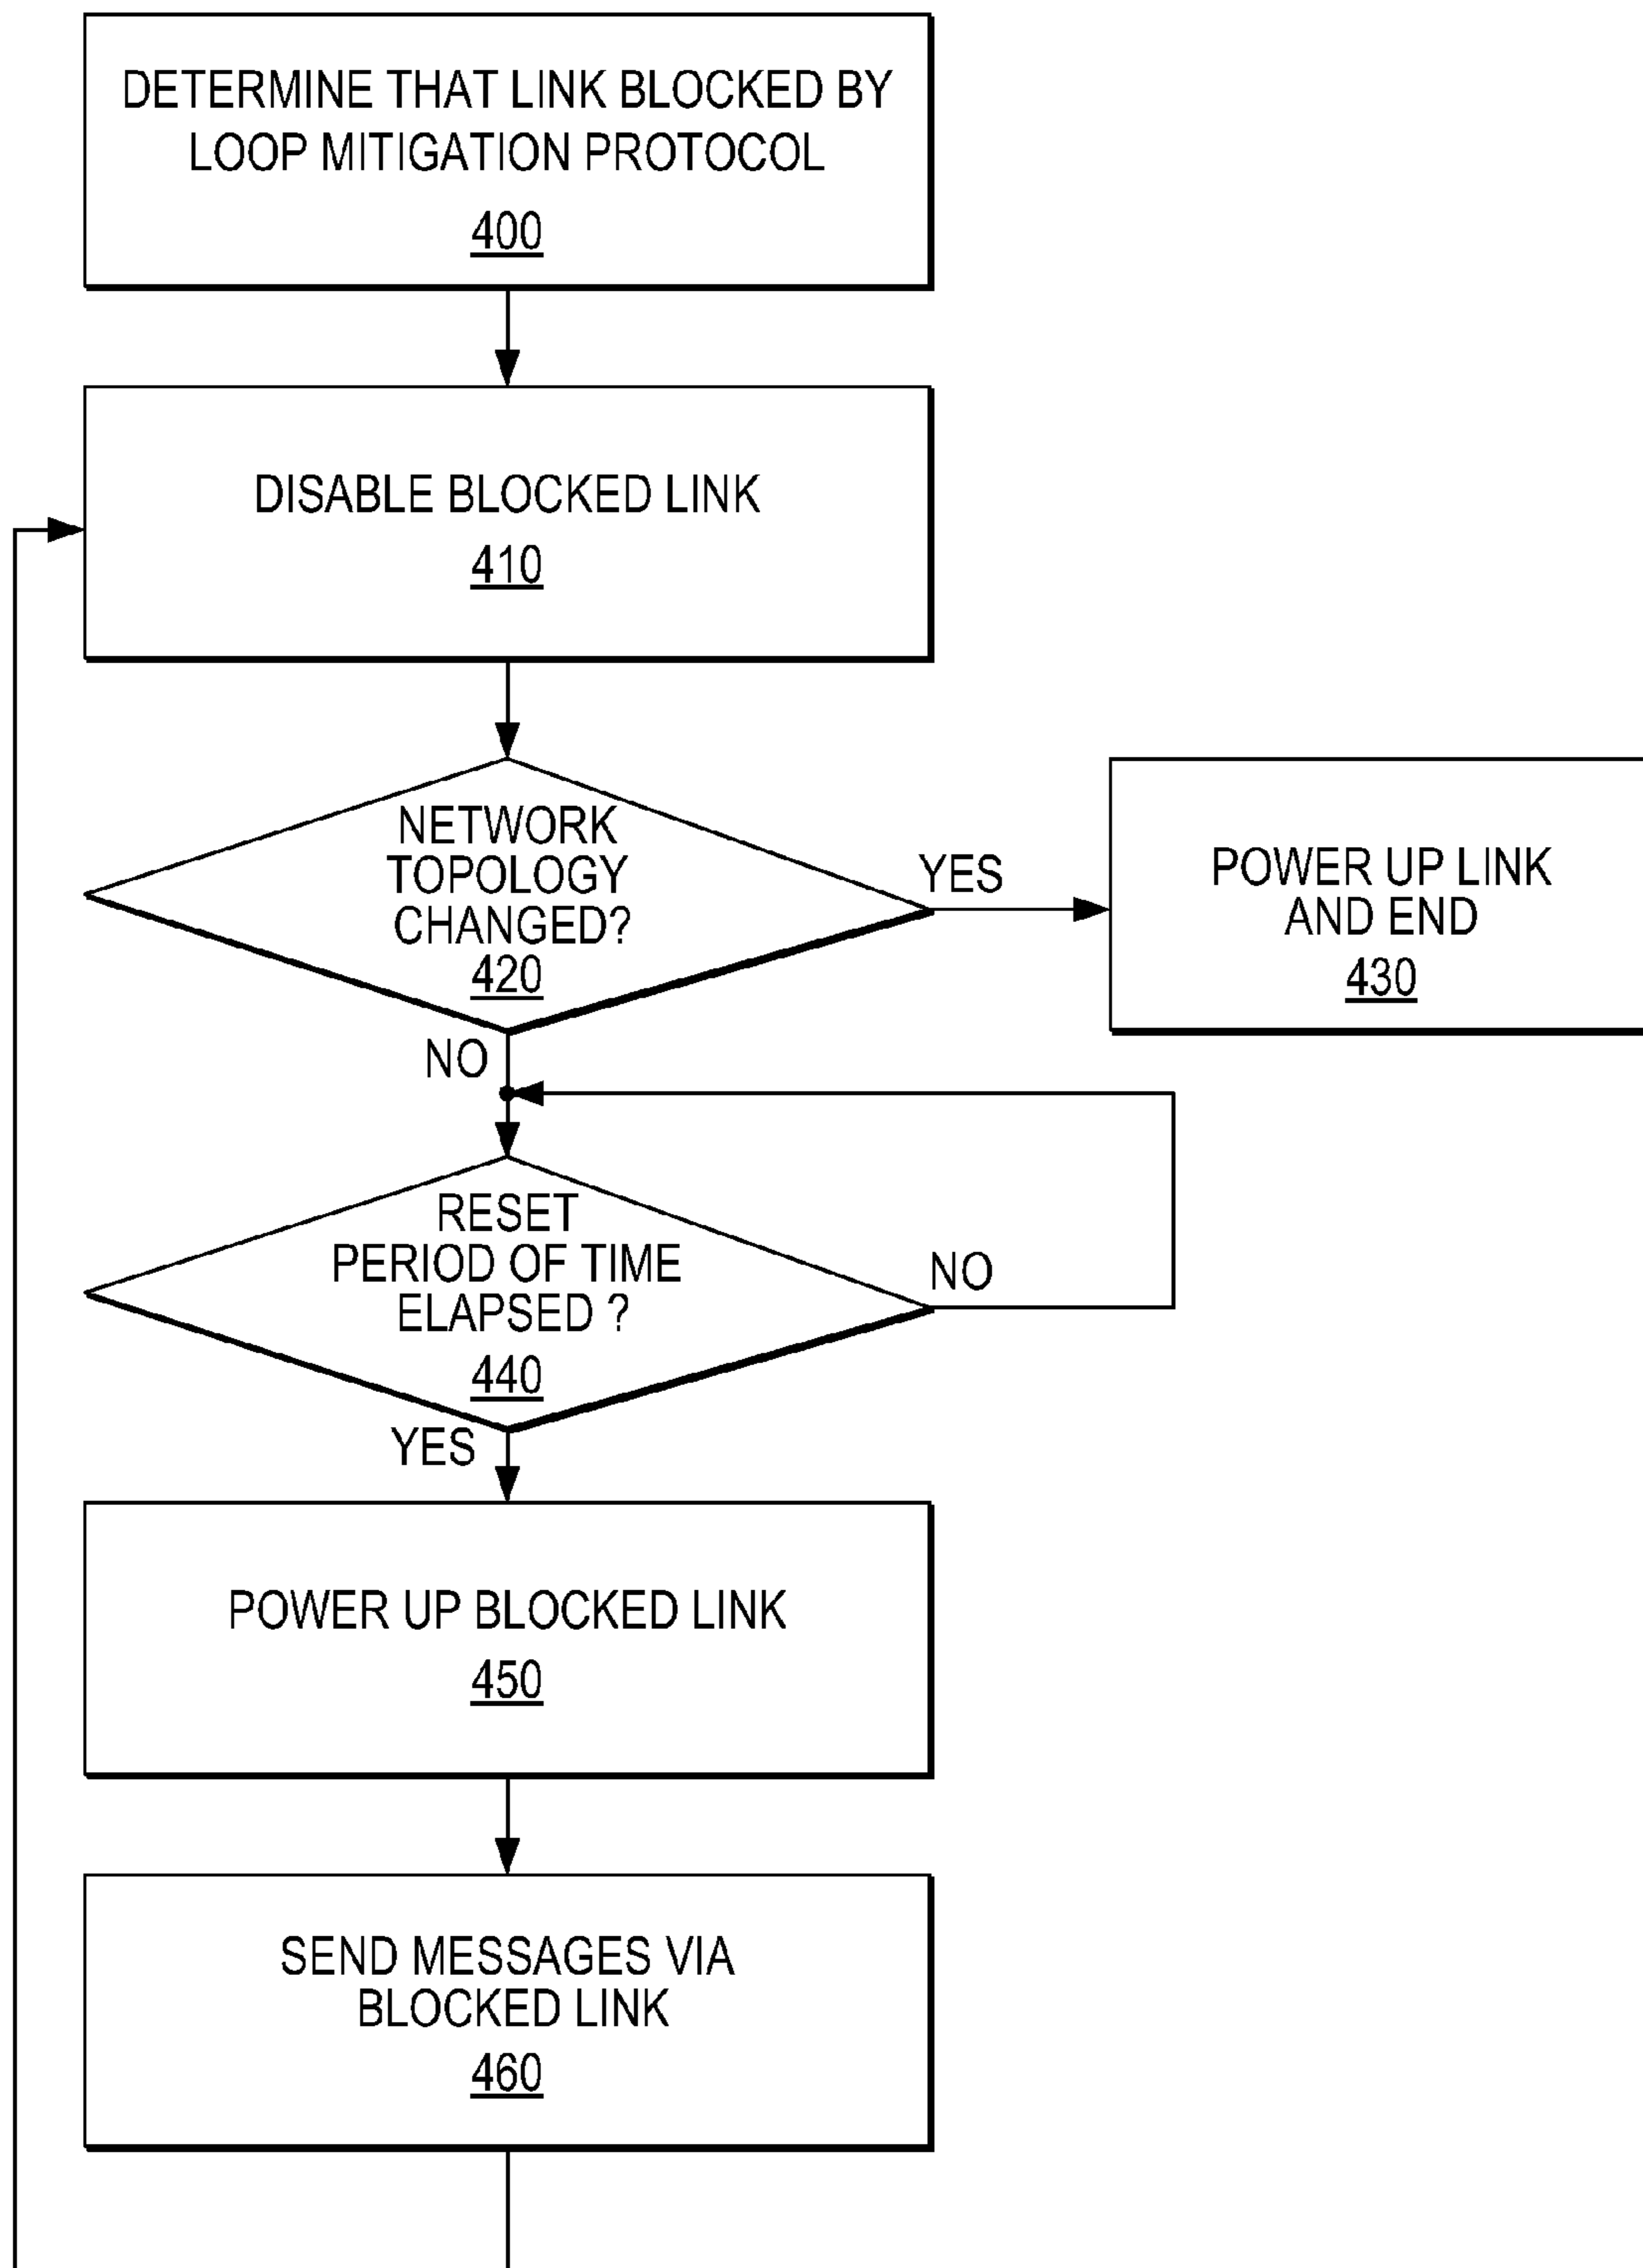 DETERMINE THAT LINK BLOCKED BY
LOOP MITIGATION PROTOCOL
400
DISABLE BLOCKED LINK
410
NETWORK
TOPOLOGY
CHANGED?
420
YES
POWER UP LINK
AND END
430
NO
RESET
PERIOD OF TIME
ELAPSED ?
440
NO
YES
POWER UP BLOCKED LINK
450
SEND MESSAGES VIA
BLOCKED LINK
460